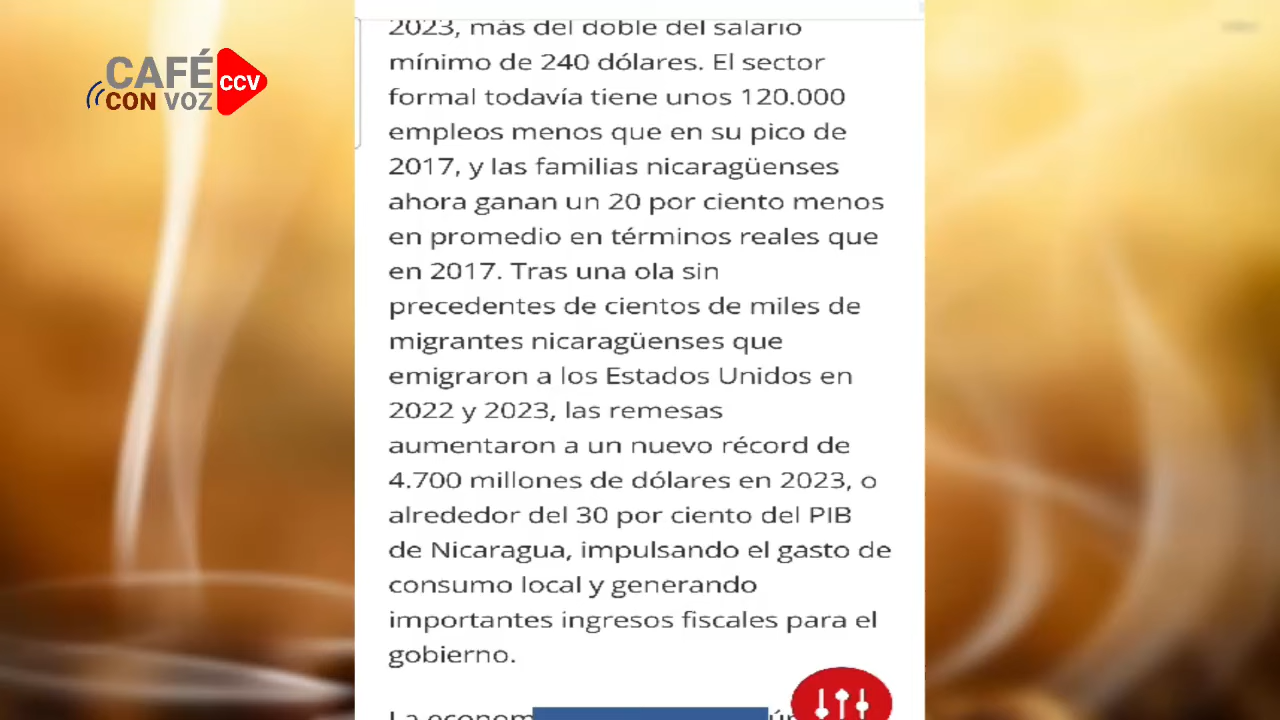 CAFÉ
CON VOZ
CCV
2023, más del doble del salario
mínimo de 240 dólares. El sector
formal todavía tiene unos 120.000
empleos menos que en su pico de
2017, y las familias nicaragüenses
ahora ganan un 20 por ciento menos
en promedio en términos reales que
en 2017. Tras una ola sin
precedentes de cientos de miles de
migrantes nicaragüenses que
emigraron a los Estados Unidos en
2022 y 2023, las remesas
aumentaron a un nuevo récord de
4.700 millones de dólares en 2023, o
alrededor del 30 por ciento del PIB
de Nicaragua, impulsando el gasto de
consumo local y generando
importantes ingresos fiscales para el
gobierno.
La